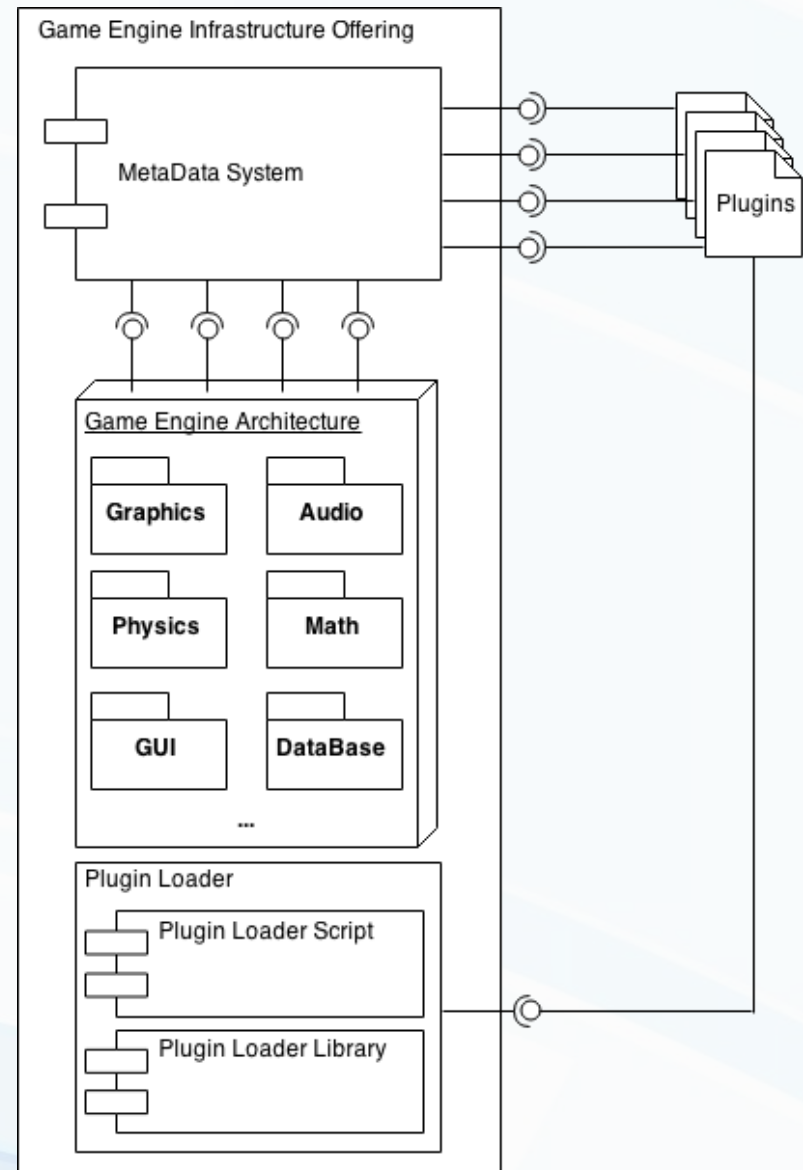 Game Engine Infrastructure Offering
MetaData System
Plugins
Game Engine Architecture
Graphics
Audio
Physics
Math
GUI
DataBase
...
Plugin Loader
Plugin Loader Script
Plugin Loader Library